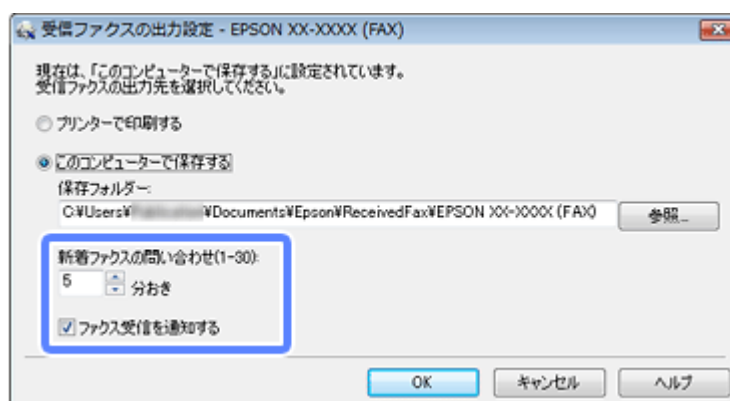 受信ファクスの出力設定 - EPSON XX-XXXX (FAX)
現在は、「このコンピューターで保存する」に設定されています。
受信ファクスの出力先を選択してください。
プリンターで印刷する
このコンピューターで保存する
保存フォルダー:
C:¥Users¥ ¥Documents¥Epson¥ReceivedFax¥EPSON XX-XXXX (FAX)
参照...
新着ファクスの問い合わせ(1-30):
5 分おき
ファクス受信を通知する
OK キャンセル ヘルプ